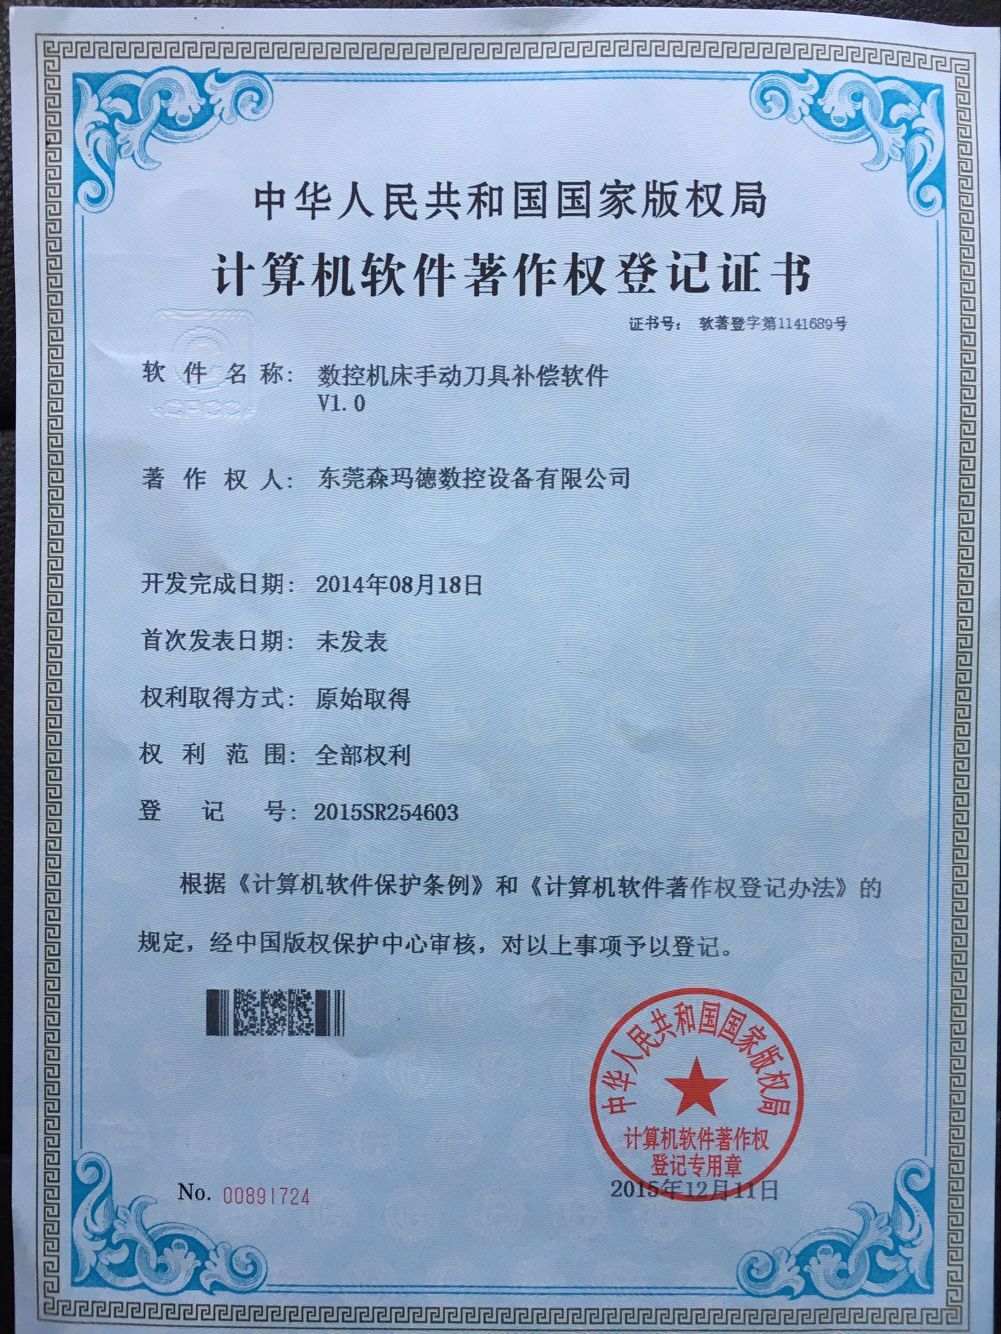 中华人民共和国国家版权局
计算机软件著作权登记证书
证书号: 软著登字第1141689号
软件名称: 数控机床手动刀具补偿软件
V1.0
著作权人: 东莞森玛德数控设备有限公司
开发完成日期: 2014年08月18日
首次发表日期: 未发表
权利取得方式: 原始取得
权利范围: 全部权利
登记号: 2015SR254603
根据《计算机软件保护条例》和《计算机软件著作权登记办法》的
规定，经中国版权保护中心审核，对以上事项予以登记。
中华人民共和国国家版权局
计算机软件著作权
登记专用章
No. 00891724
2015年12月11日